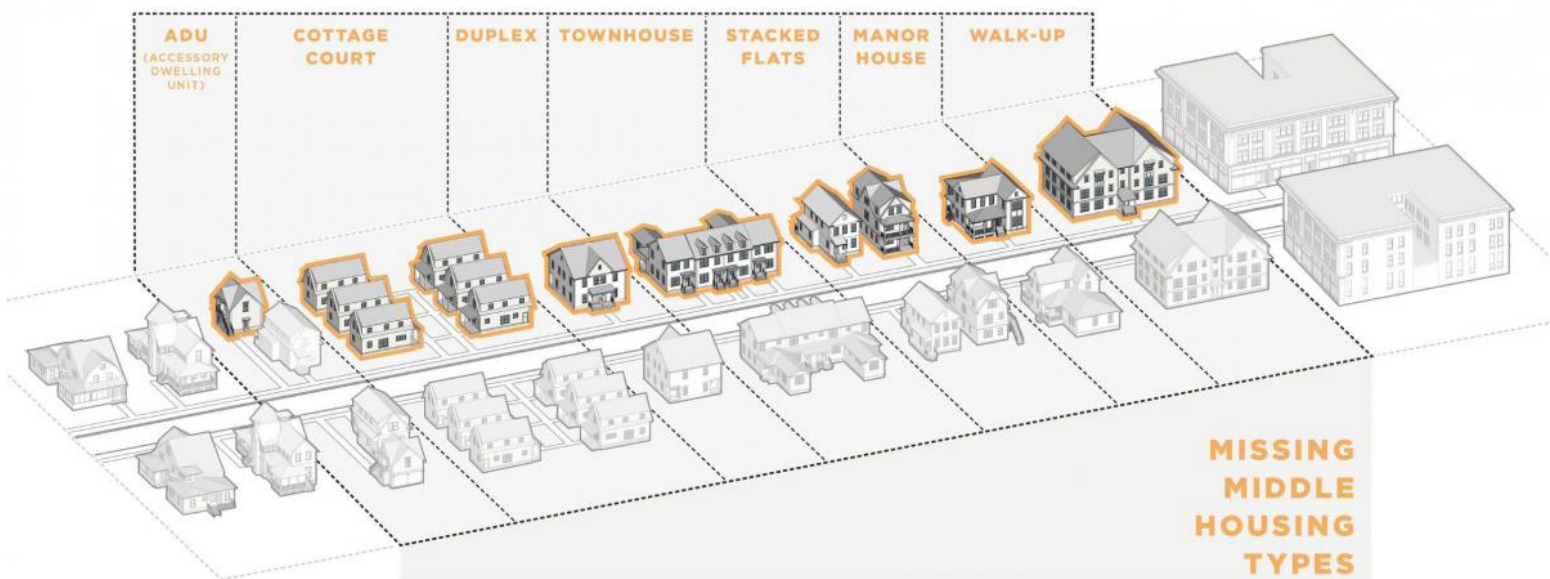 ADU
(ACCESSORY
DWELLING
UNIT)
COTTAGE
COURT
DUPLEX
TOWNHOUSE
STACKED
FLATS
MANOR
HOUSE
WALK-UP
MISSING
MIDDLE
HOUSING
TYPES